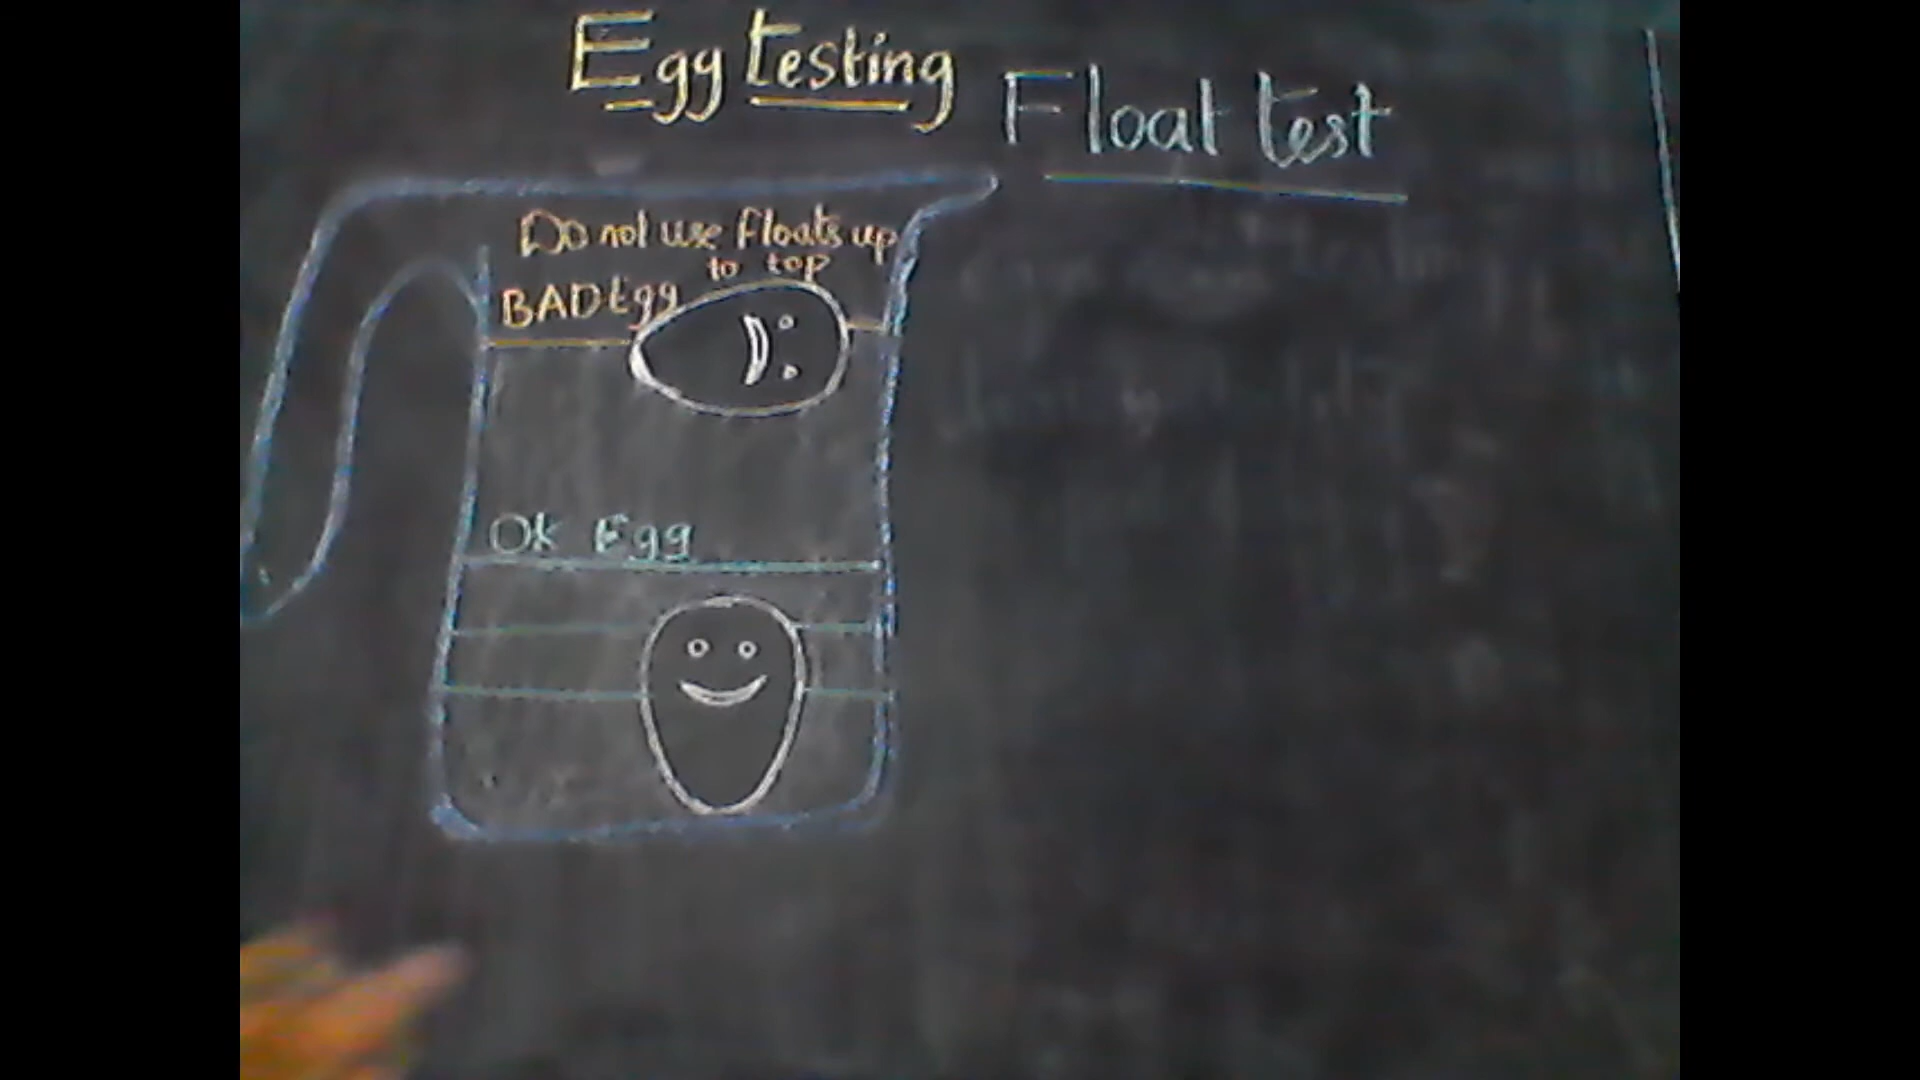 Egg testing
Float test
Do not use floats up
to top
BAD Egg
Ok Egg